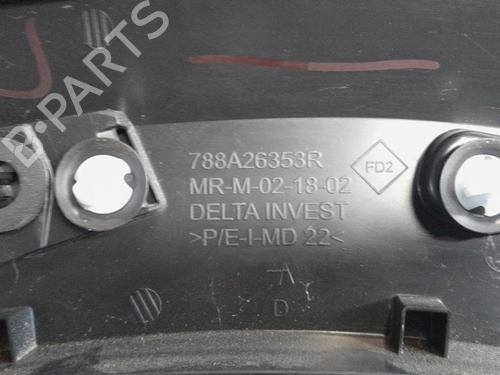 B-PARTS
788A26353R
FD2
MR-M-02-18-02
DELTA INVEST
>P/E-I-MD 22<
A
D